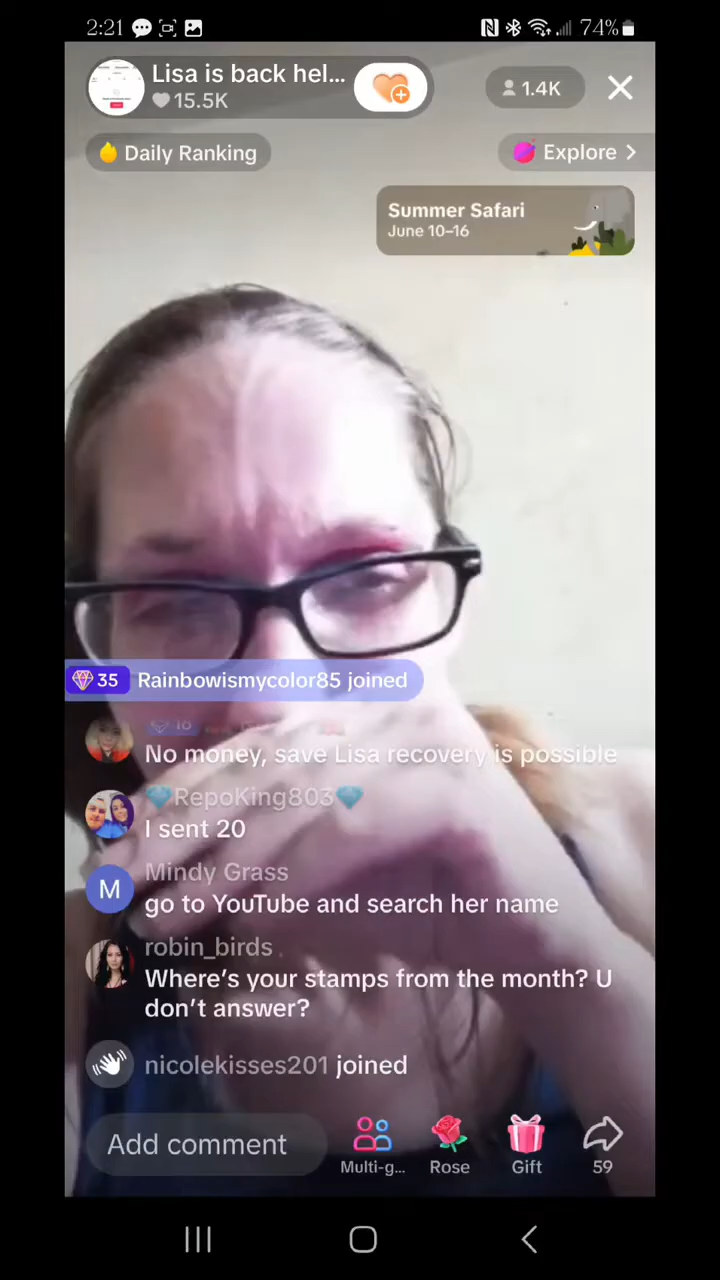 2:21
74%
Lisa is back hel...
15.5K
1.4K
Daily Ranking
Explore >
Summer Safari
June 10–16
35 Rainbowismycolor85 joined
No money, save Lisa recovery is possible
RepoKing803
I sent 20
Mindy Grass
M
go to YouTube and search her name
robin_birds
Where's your stamps from the month? U
don't answer?
nicolekisses201 joined
Add comment
Multi-g...
Rose
Gift
59